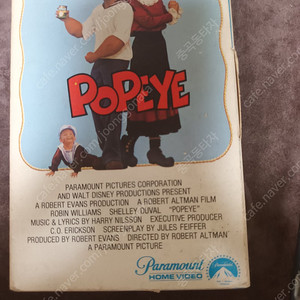 POPEYE
PARAMOUNT PICTURES CORPORATION
AND WALT DISNEY PRODUCTIONS PRESENT
A ROBERT EVANS PRODUCTION A ROBERT ALTMAN FILM
ROBIN WILLIAMS SHELLEY DUVAL "POPEYE"
MUSIC & LYRICS BY HARRY NILSSON EXECUTIVE PRODUCER
C.O. ERICKSON SCREENPLAY BY JULES FEIFFER
PRODUCED BY ROBERT EVANS DIRECTED BY ROBERT ALTMAN
A PARAMOUNT PICTURE
Paramount
HOME VIDEO
Paramount